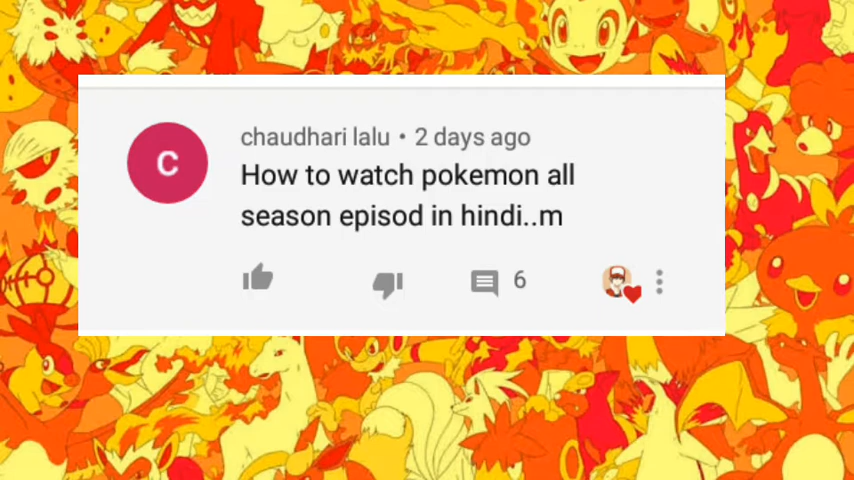 C
chaudhari lalu • 2 days ago
How to watch pokemon all
season episod in hindi..m
6